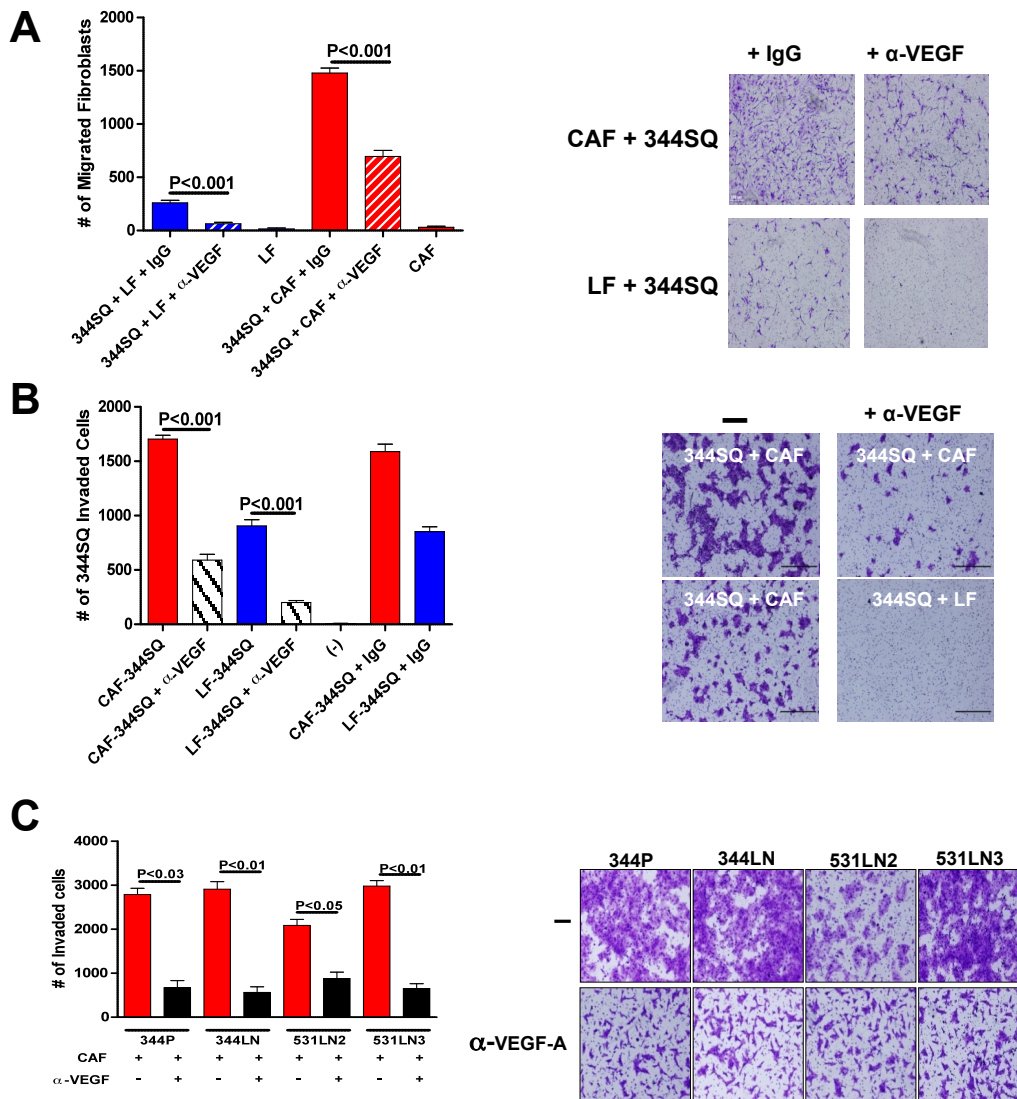 A
# of Migrated Fibroblasts
2000
1500
1000
500
0
P<0.001
P<0.001
344SQ + LF + IgG
344SQ + LF + α-VEGF
LF
344SQ + CAF + IgG
344SQ + CAF + α-VEGF
CAF
+ IgG
+ α-VEGF
CAF + 344SQ
LF + 344SQ
B
# of 344SQ Invaded Cells
2000
1500
1000
500
0
P<0.001
P<0.001
CAF-344SQ
CAF-344SQ + α-VEGF
LF-344SQ
LF-344SQ + α-VEGF
(-)
CAF-344SQ + IgG
LF-344SQ + IgG
–
+ α-VEGF
344SQ + CAF
344SQ + CAF
344SQ + CAF
344SQ + LF
C
# of Invaded cells
4000
3000
2000
1000
0
P<0.03
P<0.01
P<0.05
P<0.01
344P
344LN
531LN2
531LN3
CAF + + + + + + + +
α-VEGF - + - + - + - +
344P
344LN
531LN2
531LN3
–
α-VEGF-A